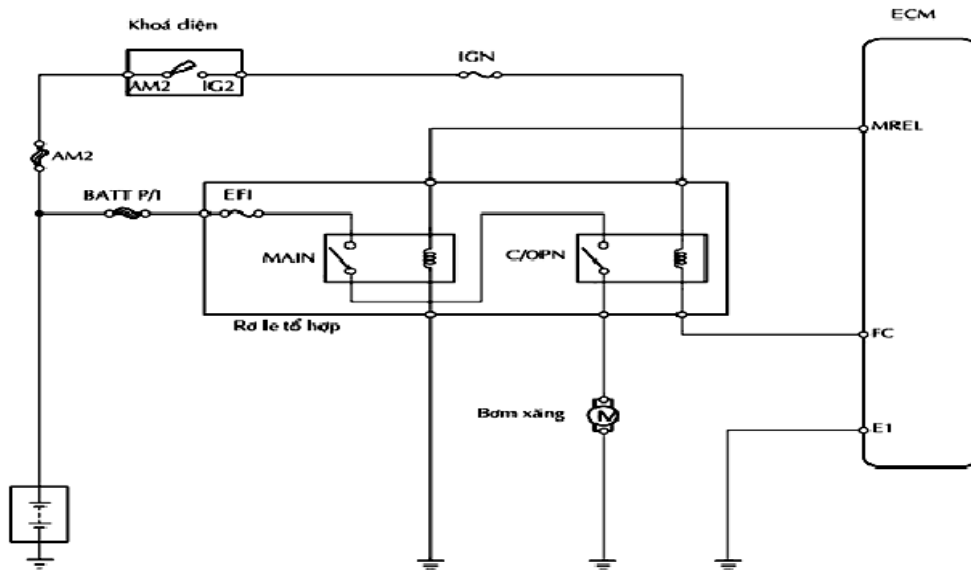 ECM
Khoá điện
IGN
AM2 IG2
MREL
AM2
BATT P/I
EFI
MAIN
C/OPN
Rơ le tổ hợp
FC
Bơm xăng
M
E1